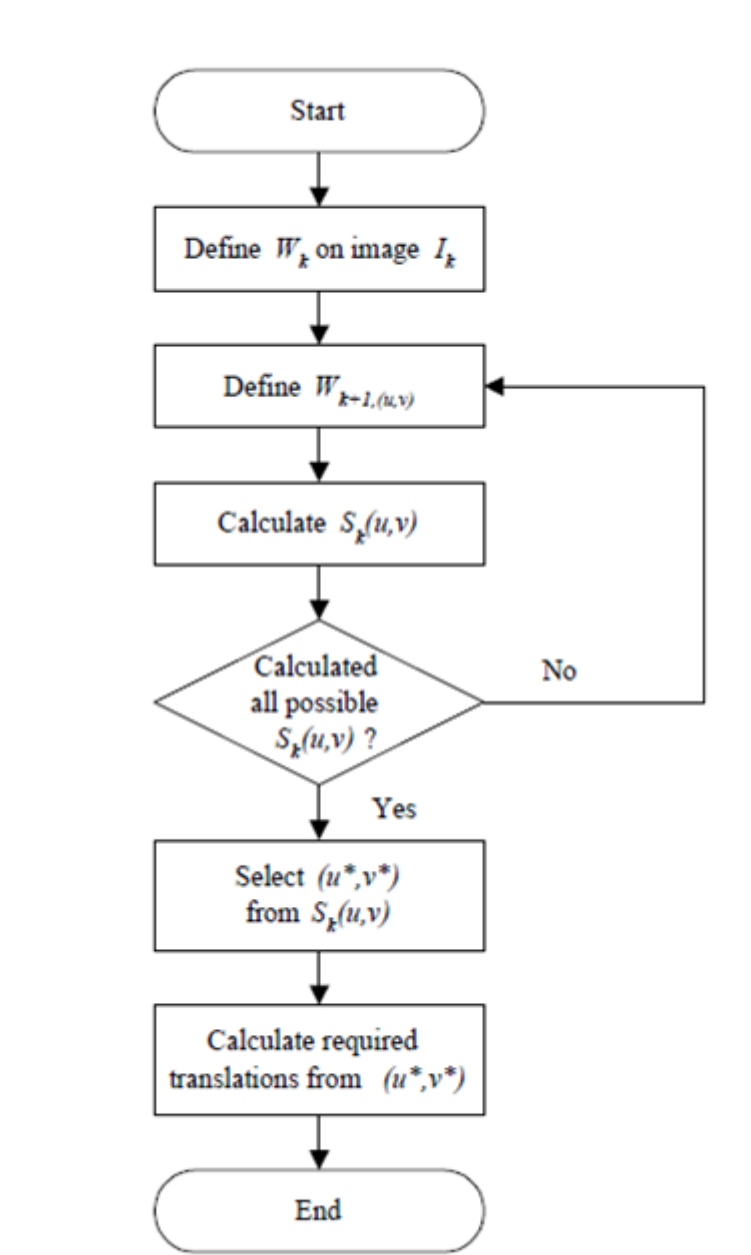 Start
Define W_k on image I_k
Define W_{k+1,(u,v)}
Calculate S_k(u,v)
Calculated
all possible
S_k(u,v) ?
No
Yes
Select (u*,v*)
from S_k(u,v)
Calculate required
translations from (u*,v*)
End